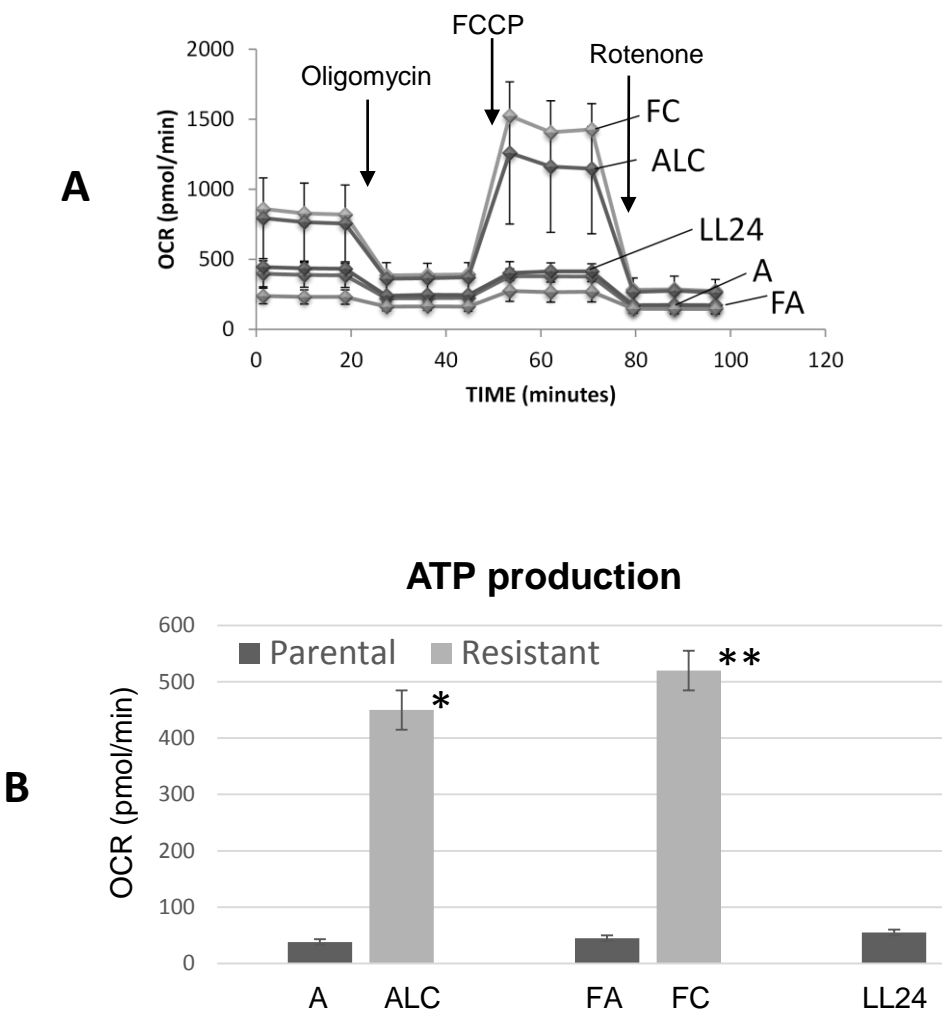 A
FCCP
Oligomycin
Rotenone
OCR (pmol/min)
2000
1500
1000
500
0
FC
ALC
LL24
A
FA
0 20 40 60 80 100 120
TIME (minutes)
B
ATP production
Parental Resistant
OCR (pmol/min)
600
500
400
300
200
100
0
*
**
A ALC FA FC LL24